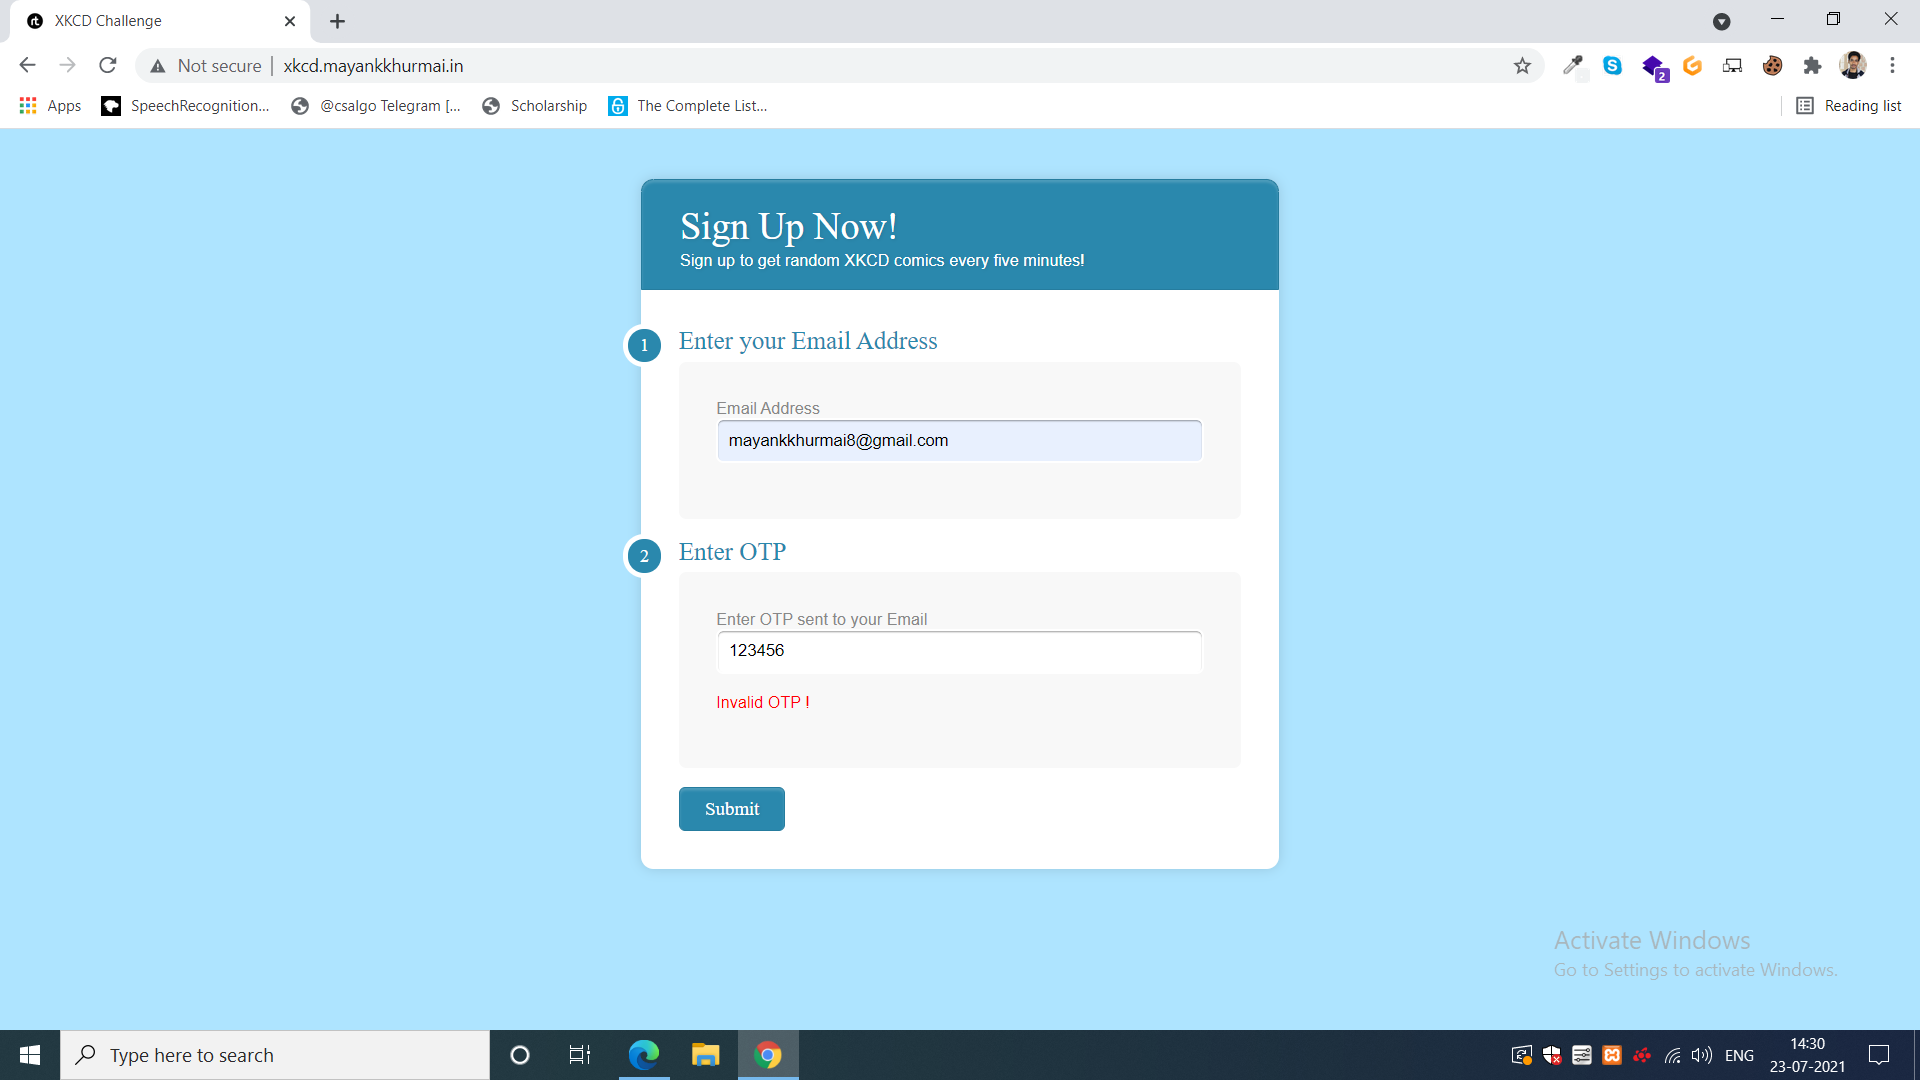 XKCD Challenge
Not secure
xkcd.mayankkhurmai.in
2
Apps
SpeechRecognition...
@csalgo Telegram [...
Scholarship
The Complete List...
Reading list
Sign Up Now!
Sign up to get random XKCD comics every five minutes!
1
Enter your Email Address
Email Address
mayankkhurmai8@gmail.com
2
Enter OTP
Enter OTP sent to your Email
123456
Invalid OTP !
Submit
Activate Windows
Go to Settings to activate Windows.
Type here to search
ENG
14:30
23-07-2021